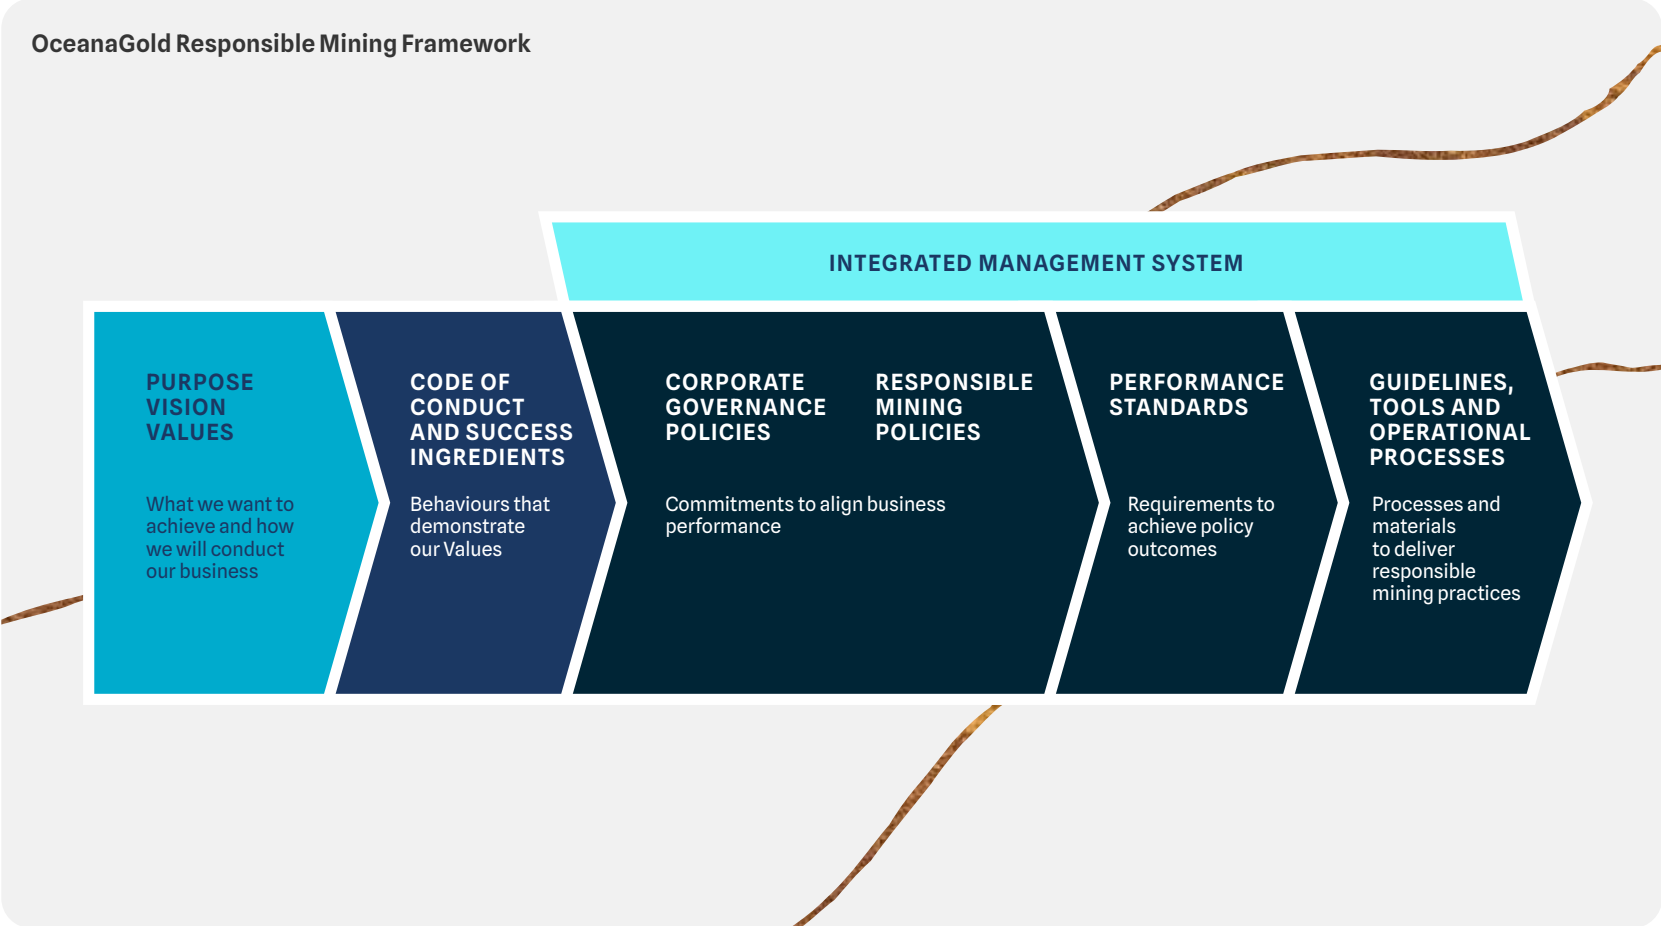 OceanaGold Responsible Mining Framework
INTEGRATED MANAGEMENT SYSTEM
PURPOSE
VISION
VALUES
What we want to
achieve and how
we will conduct
our business
CODE OF
CONDUCT
AND SUCCESS
INGREDIENTS
Behaviours that
demonstrate
our Values
CORPORATE
GOVERNANCE
POLICIES
RESPONSIBLE
MINING
POLICIES
Commitments to align business
performance
PERFORMANCE
STANDARDS
Requirements to
achieve policy
outcomes
GUIDELINES,
TOOLS AND
OPERATIONAL
PROCESSES
Processes and
materials
to deliver
responsible
mining practices